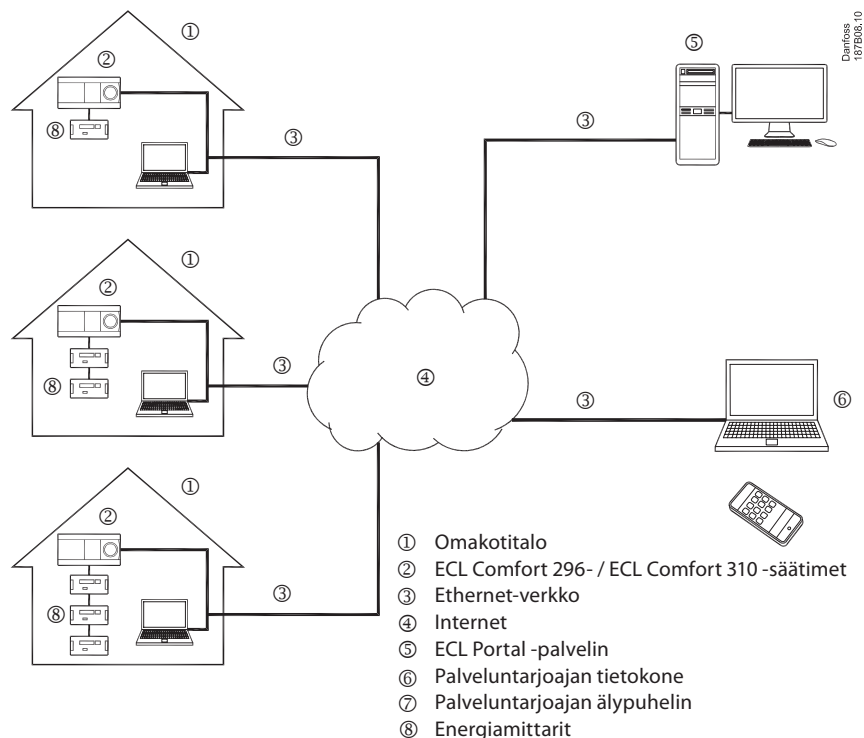 Danfoss
187B08.10
①
②
⑧
③
⑤
③
①
②
⑧
③
④
③
⑥
①
②
⑧
③
① Omakotitalo
② ECL Comfort 296- / ECL Comfort 310 -säätimet
③ Ethernet-verkko
④ Internet
⑤ ECL Portal -palvelin
⑥ Palveluntarjoajan tietokone
⑦ Palveluntarjoajan älypuhelin
⑧ Energiamittarit